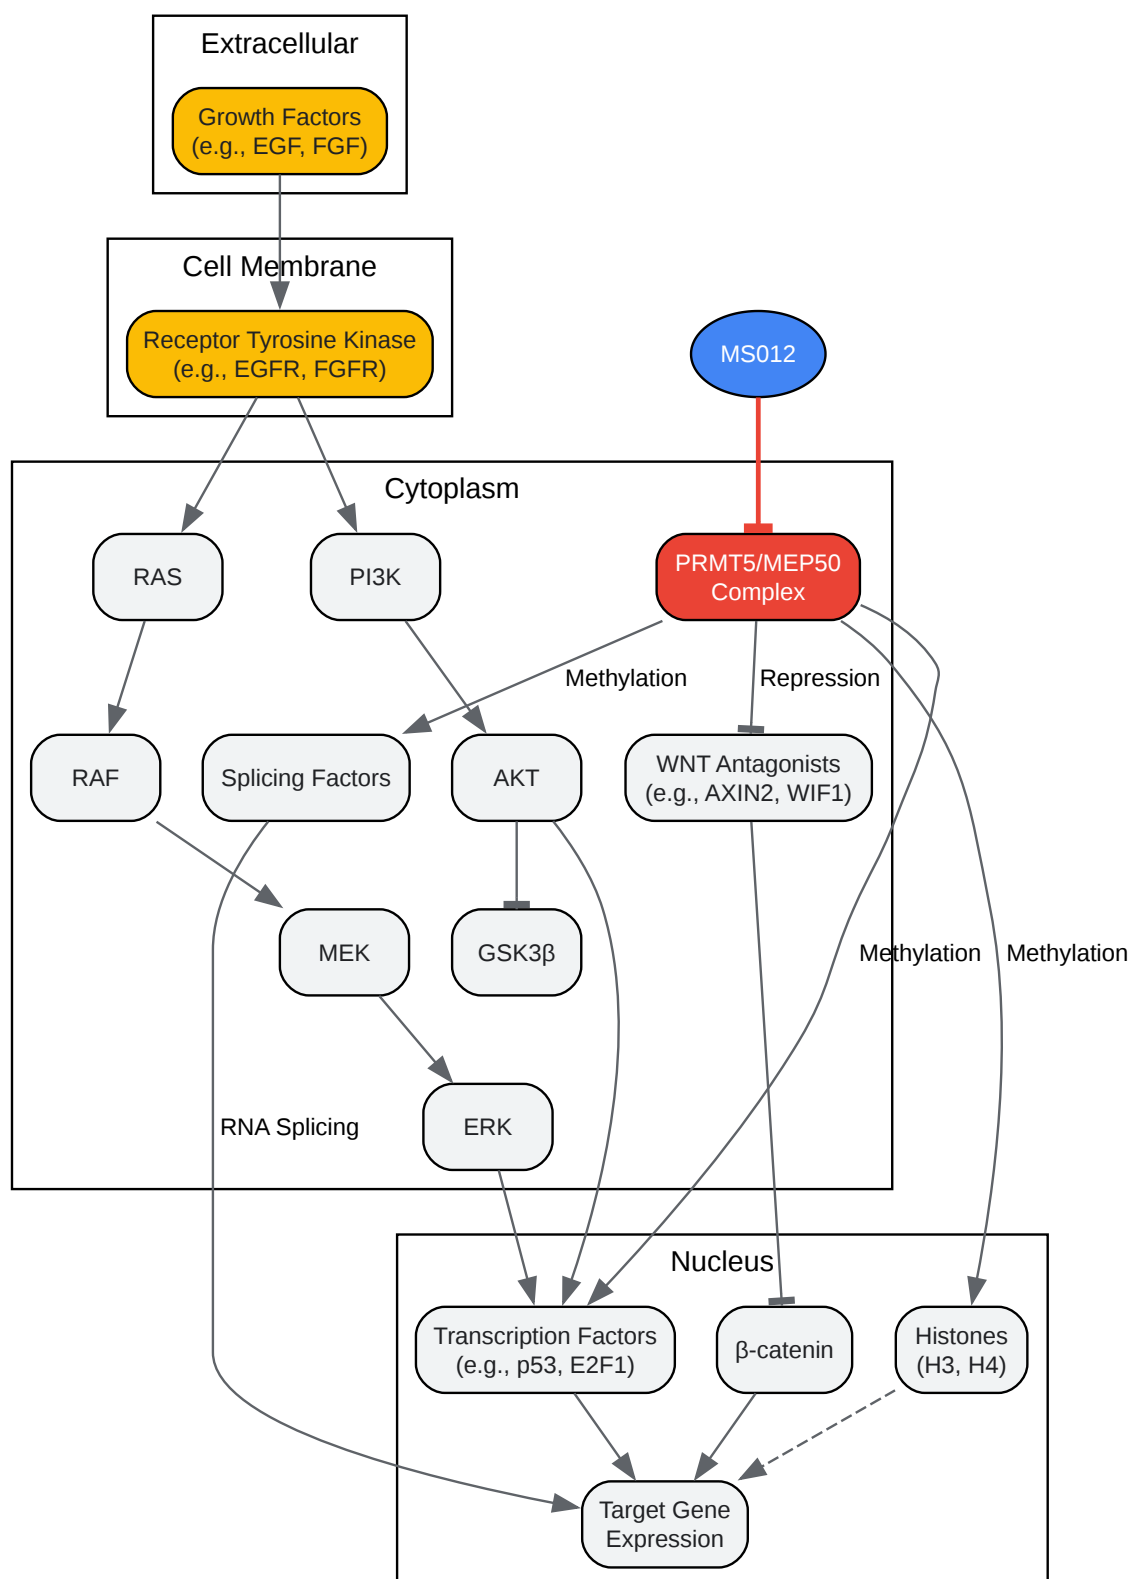 Extracellular
Growth Factors
(e.g., EGF, FGF)
Cell Membrane
Receptor Tyrosine Kinase
(e.g., EGFR, FGFR)
MS012
Cytoplasm
RAS
PI3K
PRMT5/MEP50
Complex
Methylation
Repression
RAF
Splicing Factors
AKT
WNT Antagonists
(e.g., AXIN2, WIF1)
MEK
GSK3β
Methylation
Methylation
RNA Splicing
ERK
Nucleus
Transcription Factors
(e.g., p53, E2F1)
β-catenin
Histones
(H3, H4)
Target Gene
Expression